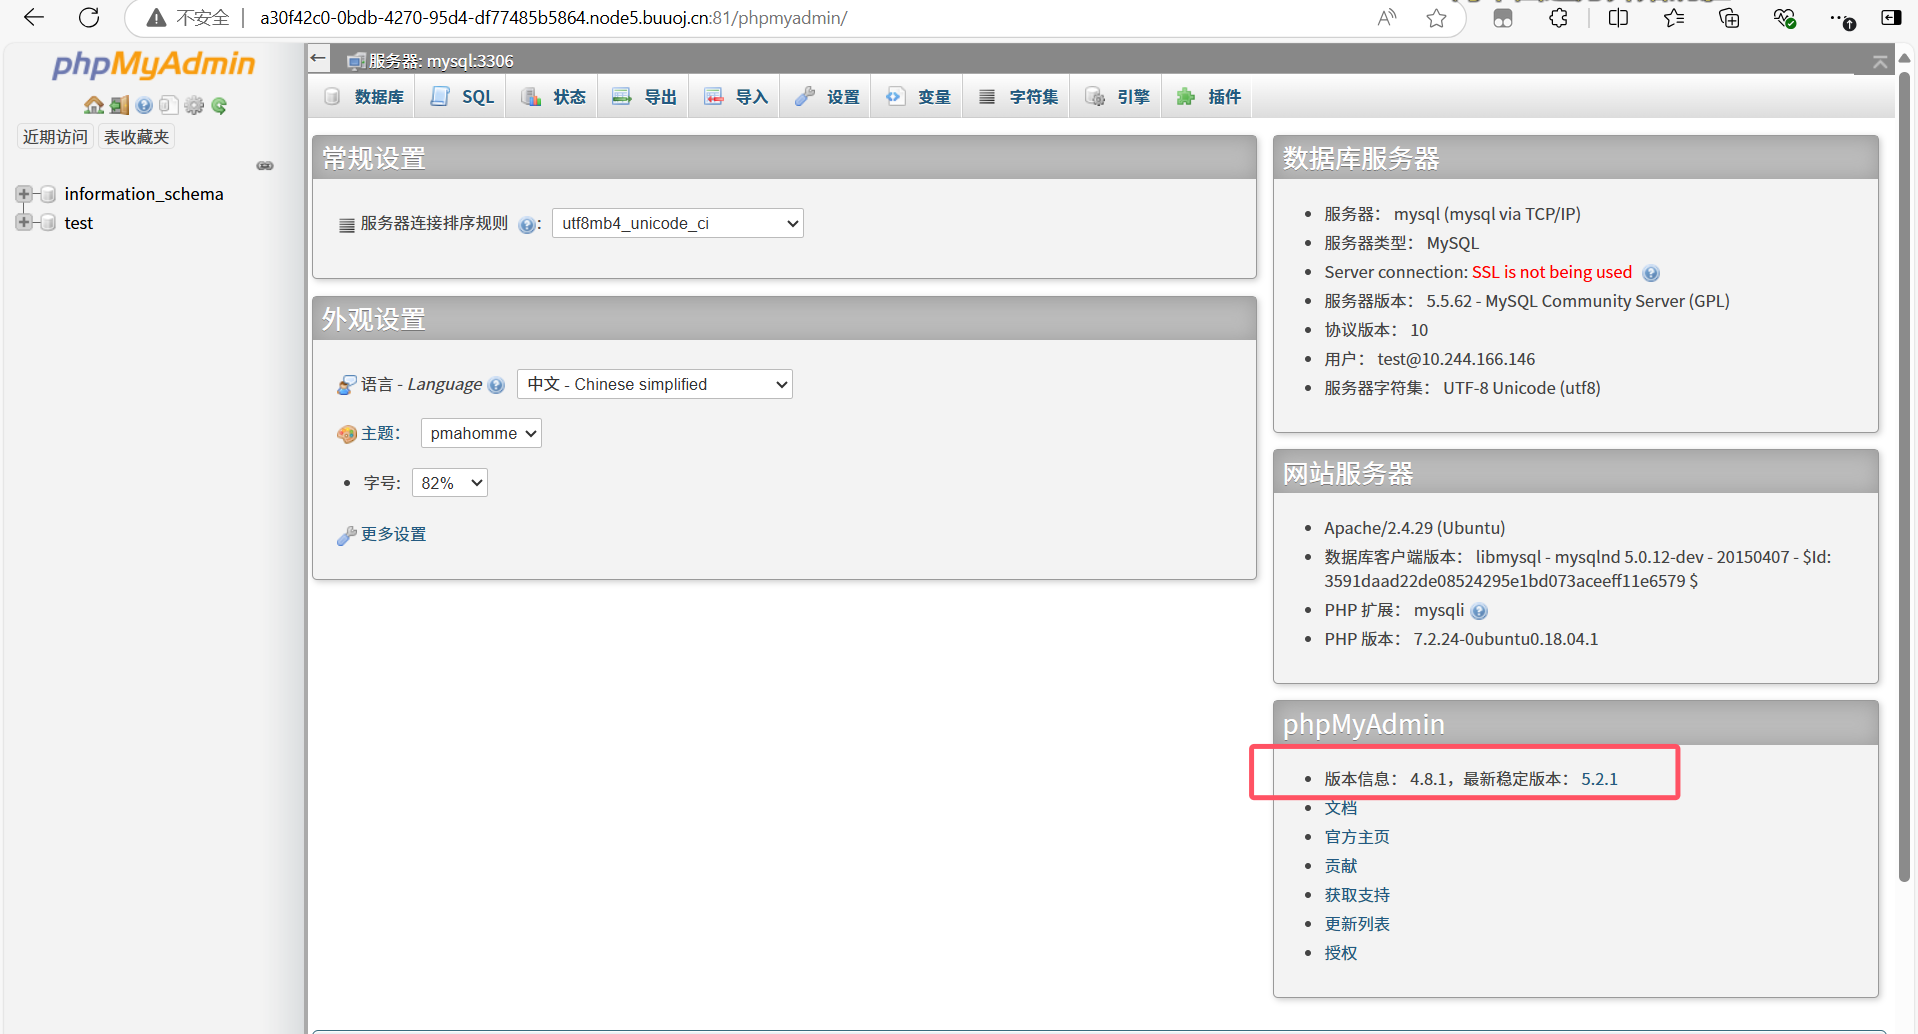 不安全 a30f42c0-0bdb-4270-95d4-df77485b5864.node5.buuoj.cn:81/phpmyadmin/
phpMyAdmin
近期访问 表收藏夹
information_schema
test
服务器: mysql:3306
数据库 SQL 状态 导出 导入 设置 变量 字符集 引擎 插件
常规设置
服务器连接排序规则 : utf8mb4_unicode_ci
外观设置
语言 - Language 中文 - Chinese simplified
主题: pmahomme
字号: 82%
更多设置
数据库服务器
服务器: mysql (mysql via TCP/IP)
服务器类型: MySQL
Server connection: SSL is not being used
服务器版本: 5.5.62 - MySQL Community Server (GPL)
协议版本: 10
用户: test@10.244.166.146
服务器字符集: UTF-8 Unicode (utf8)
网站服务器
Apache/2.4.29 (Ubuntu)
数据库客户端版本: libmysql - mysqlnd 5.0.12-dev - 20150407 - $Id:
3591daad22de08524295e1bd073aceeff11e6579 $
PHP 扩展: mysqli
PHP 版本: 7.2.24-0ubuntu0.18.04.1
phpMyAdmin
版本信息: 4.8.1，最新稳定版本: 5.2.1
文档
官方主页
贡献
获取支持
更新列表
授权